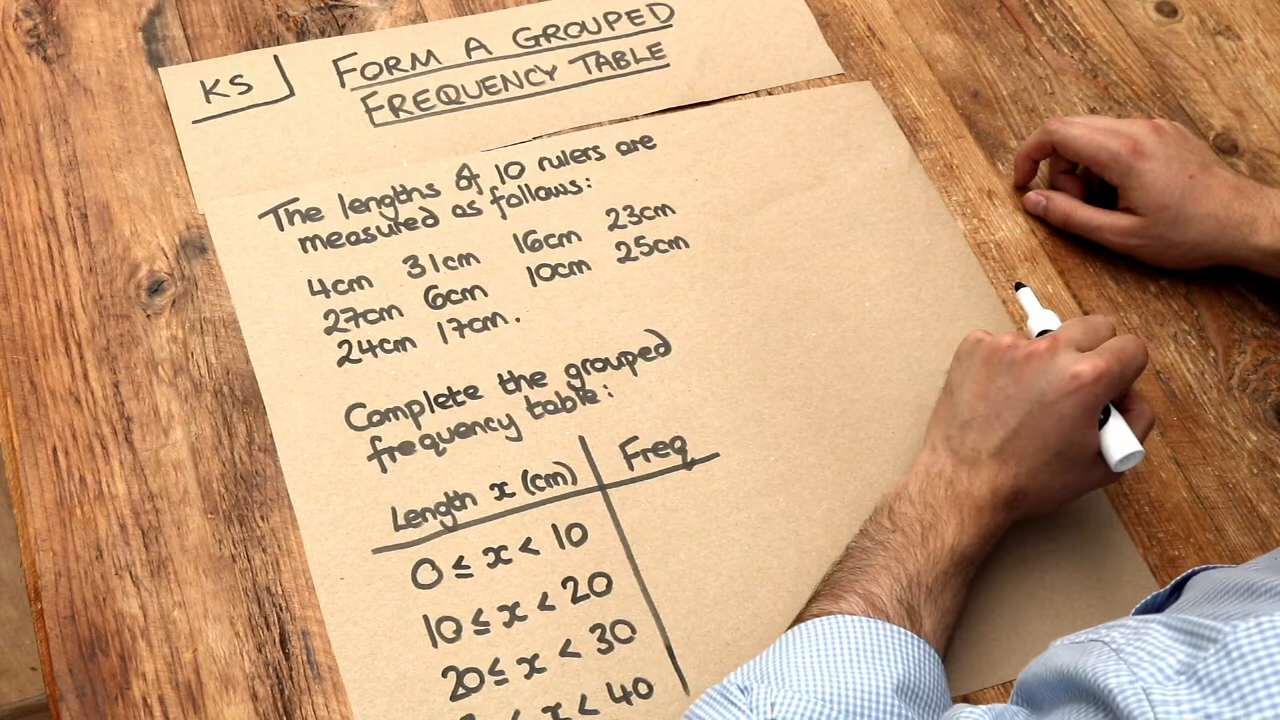 KS
FORM A GROUPED
FREQUENCY TABLE
The lengths of 10 rulers are
measured as follows:
4cm 31cm 16cm 23cm
27cm 6cm 10cm 25cm
24cm 17cm.
Complete the grouped
frequency table:
Length x (cm) Freq
0 ≤ x < 10
10 ≤ x < 20
20 ≤ x < 30
x < 40